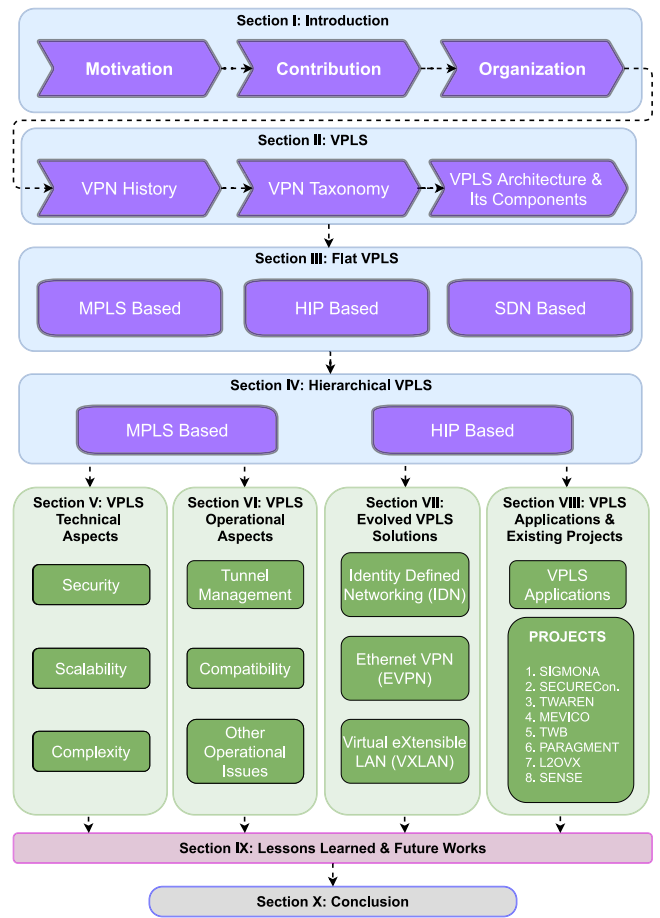 Section I: Introduction
Motivation
Contribution
Organization
Section II: VPLS
VPN History
VPN Taxonomy
VPLS Architecture &
Its Components
Section III: Flat VPLS
MPLS Based
HIP Based
SDN Based
Section IV: Hierarchical VPLS
MPLS Based
HIP Based
Section V: VPLS
Technical
Aspects
Security
Scalability
Complexity
Section VI: VPLS
Operational
Aspects
Tunnel
Management
Compatibility
Other
Operational
Issues
Section VII:
Evolved VPLS
Solutions
Identity Defined
Networking (IDN)
Ethernet VPN
(EVPN)
Virtual eXtensible
LAN (VXLAN)
Section VIII: VPLS
Applications &
Existing Projects
VPLS
Applications
PROJECTS
1. SIGMONA
2. SECURECon.
3. TWAREN
4. MEVICO
5. TWB
6. PARAGMENT
7. L2OVX
8. SENSE
Section IX: Lessons Learned & Future Works
Section X: Conclusion